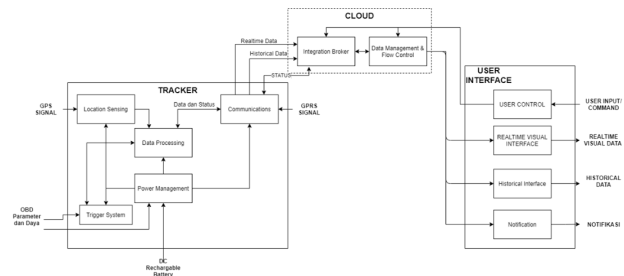 CLOUD
Realtime Data
Historical Data
Integration Broker
Data Management &
Flow Control
STATUS
TRACKER
USER
INTERFACE
GPS
SIGNAL
Location Sensing
Data dan Status
Communications
GPRS
SIGNAL
USER CONTROL
USER INPUT/
COMMAND
Data Processing
REALTIME VISUAL
INTERFACE
REALTIME
VISUAL DATA
Power Management
Historical Interface
HISTORICAL
DATA
OBD
Parameter
dan Daya
Trigger System
Notification
NOTIFIKASI
DC
Rechargable
Battery